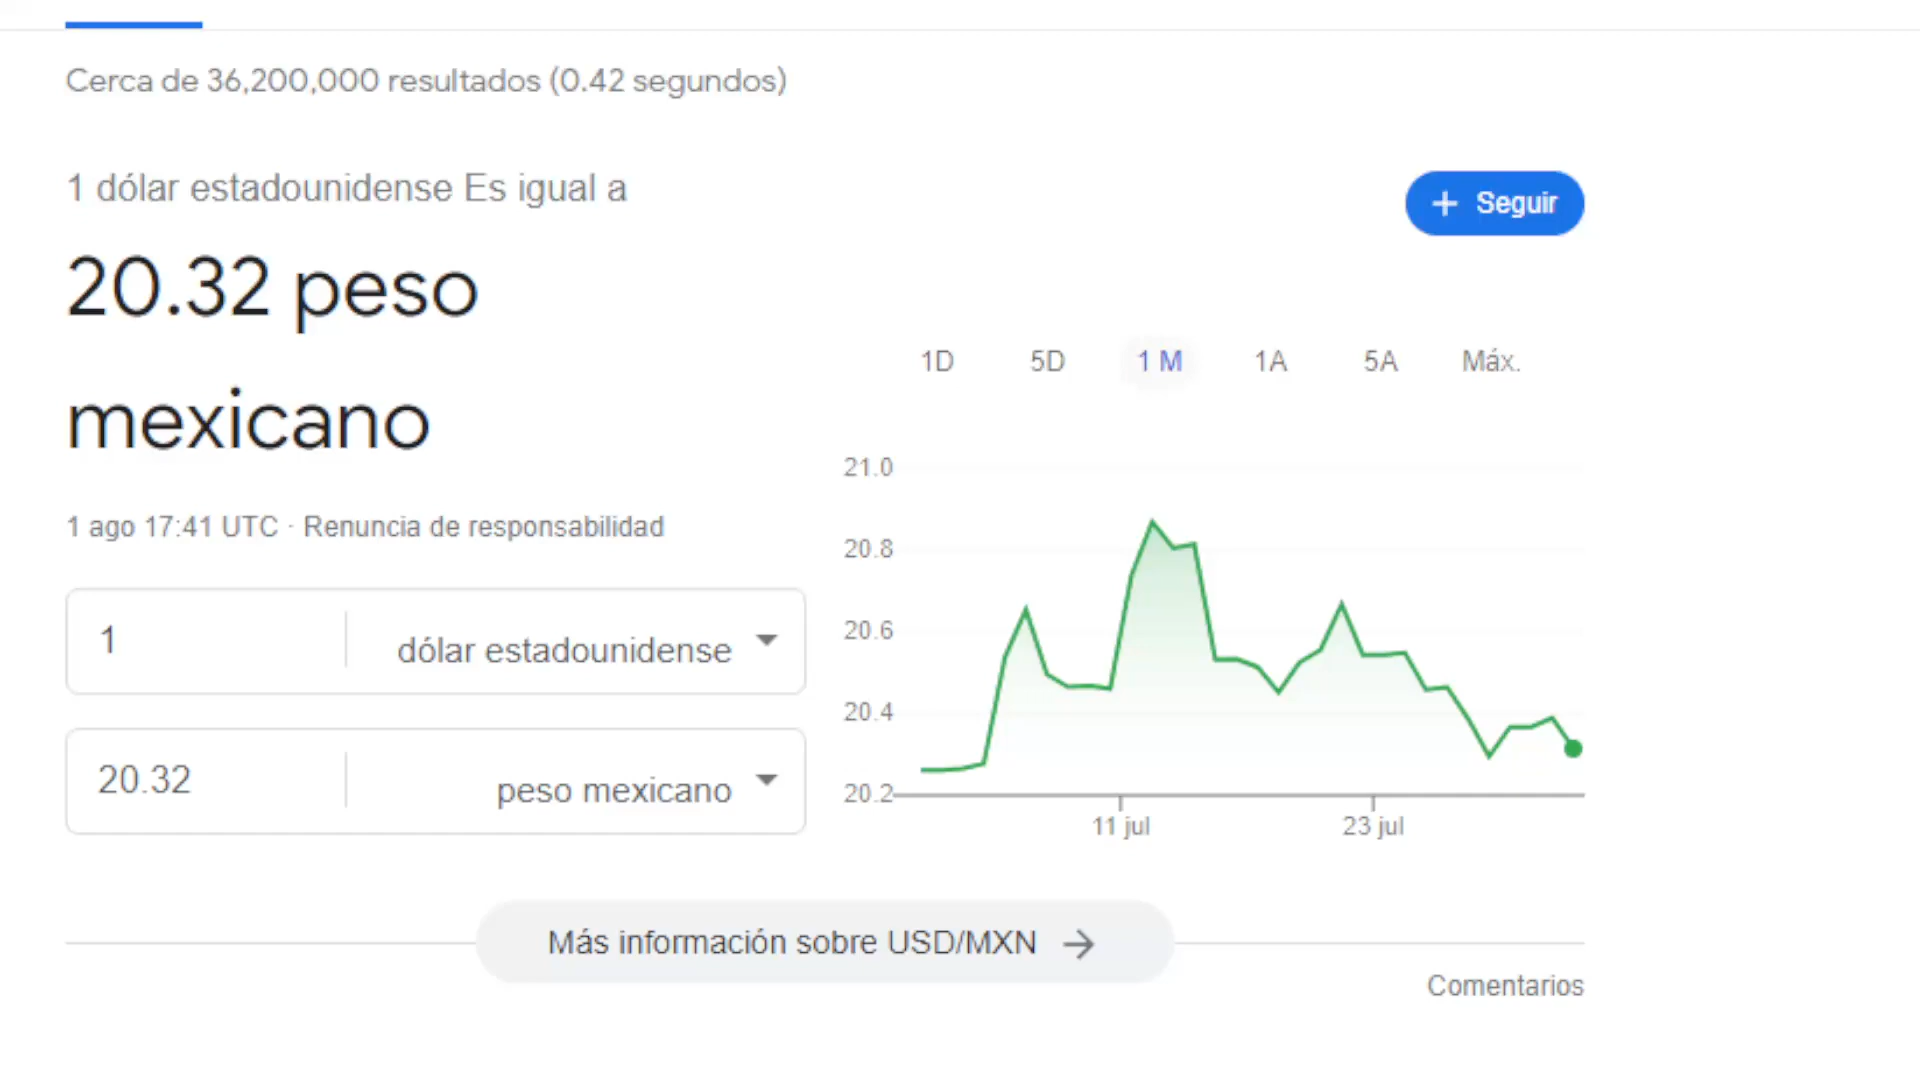 Cerca de 36,200,000 resultados (0.42 segundos)
1 dólar estadounidense Es igual a
20.32 peso
mexicano
1 ago 17:41 UTC · Renuncia de responsabilidad
1 dólar estadounidense
20.32 peso mexicano
+ Seguir
1D 5D 1 M 1A 5A Máx.
21.0
20.8
20.6
20.4
20.2
11 jul 23 jul
Más información sobre USD/MXN →
Comentarios